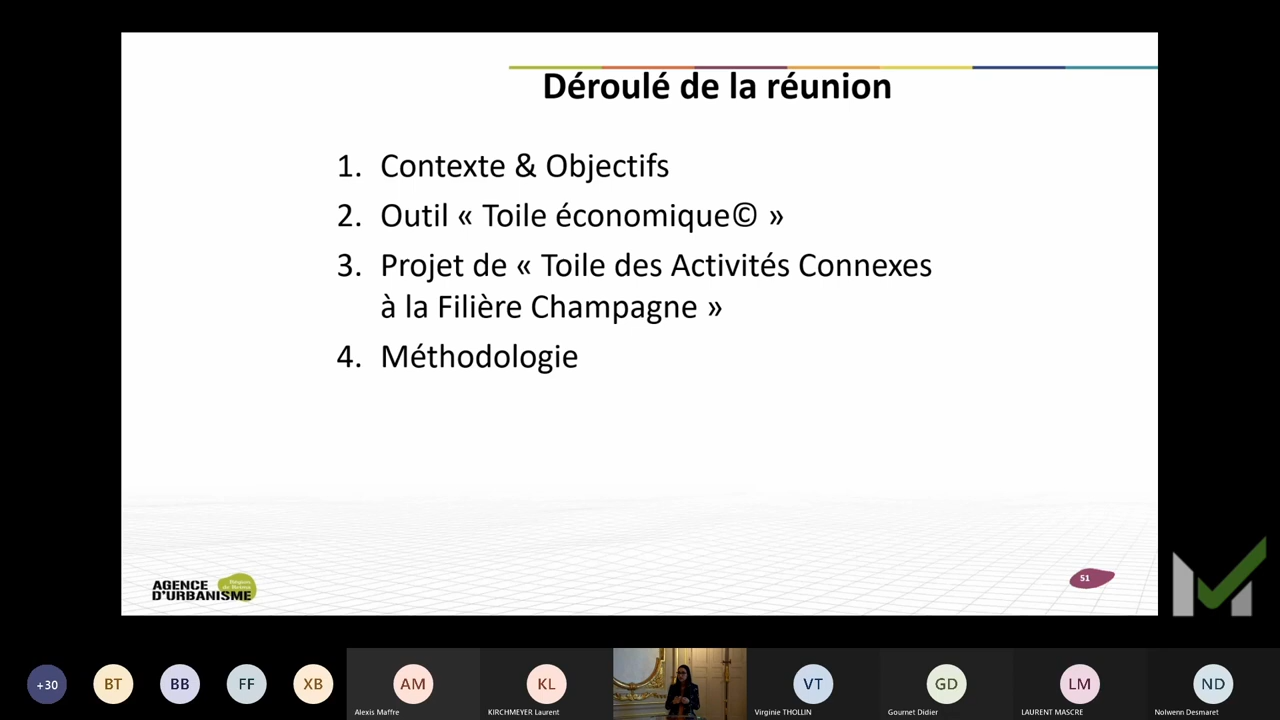 Déroulé de la réunion
1. Contexte & Objectifs
2. Outil « Toile économique© »
3. Projet de « Toile des Activités Connexes
à la Filière Champagne »
4. Méthodologie
AGENCE
D'URBANISME
51
+30
BT
BB
FF
XB
AM
KL
VT
GD
LM
ND
Alexis Maffre
KIRCHMEYER Laurent
Virginie THOLLIN
Gournet Didier
LAURENT MASCRE
Nolwenn Desmaret